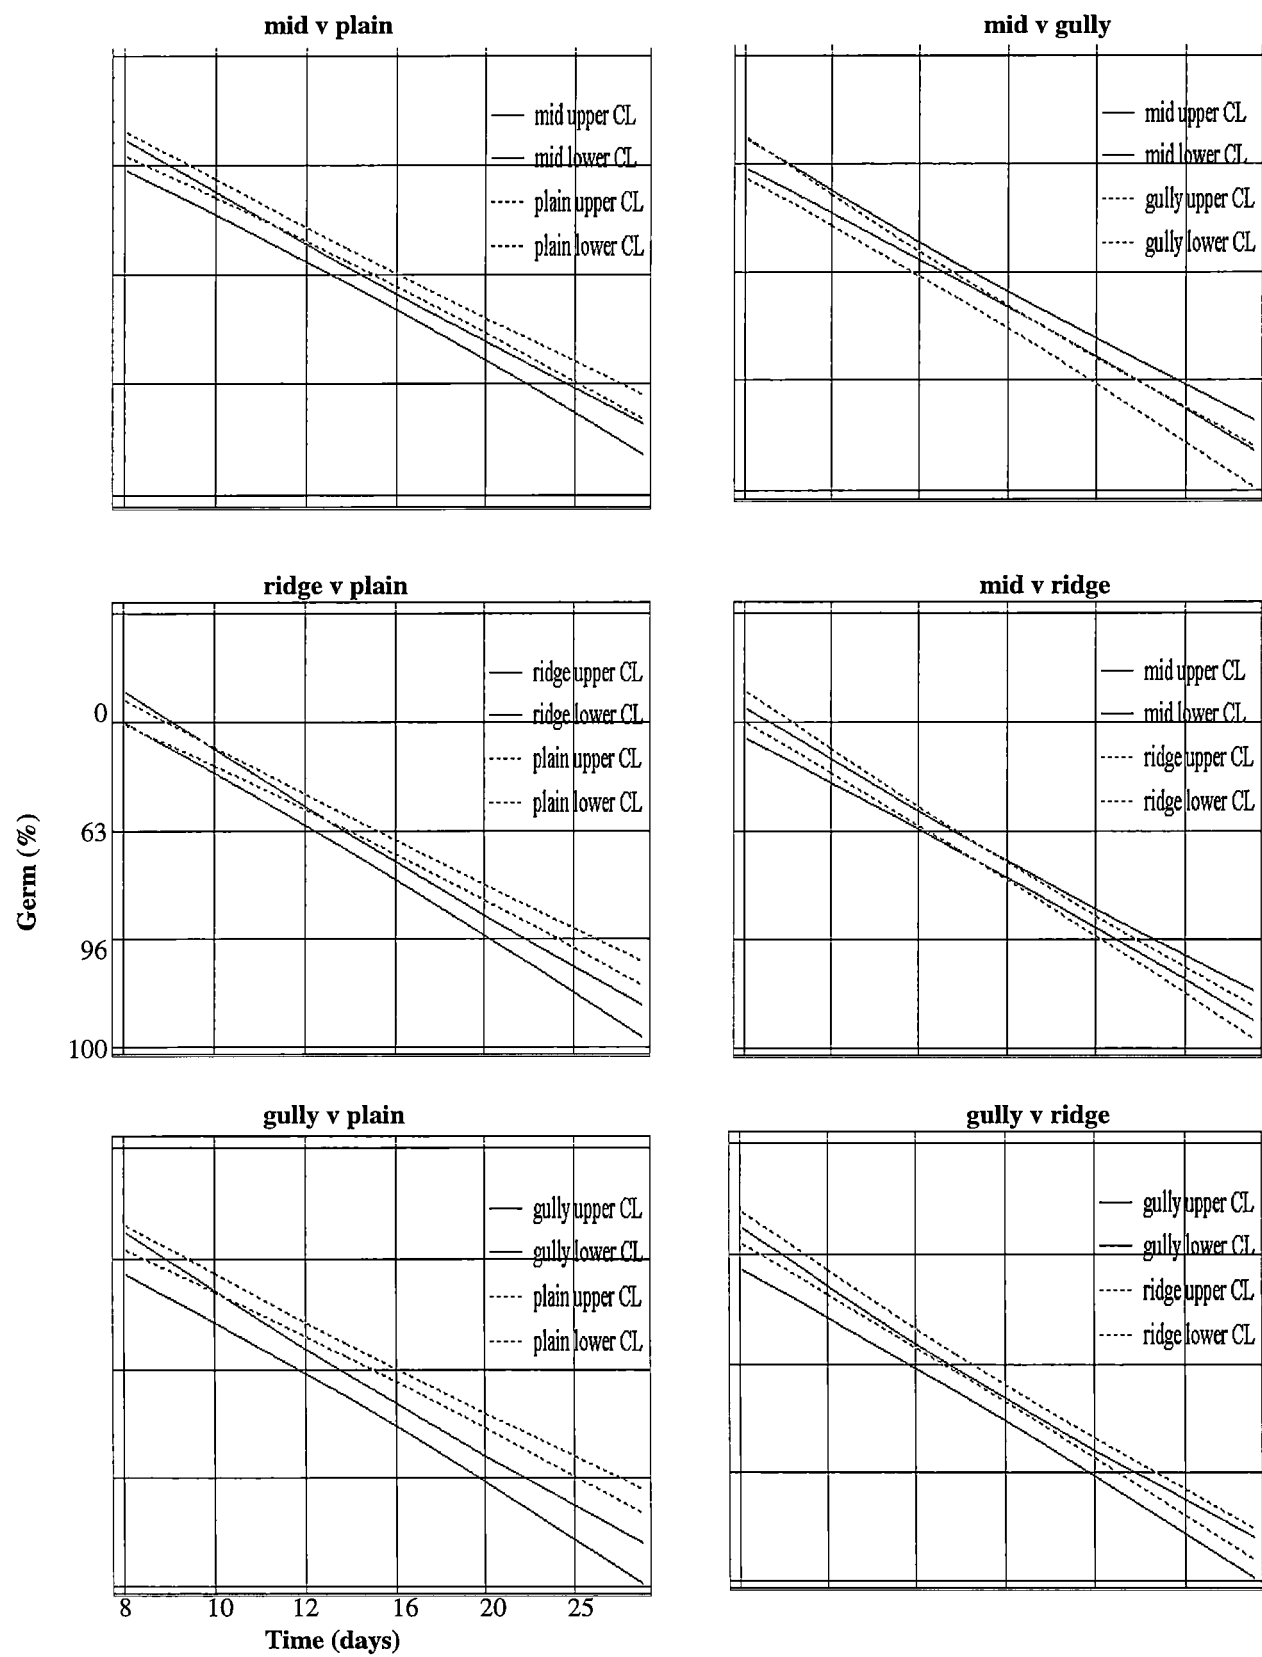 mid v plain
mid upper CL
mid lower CL
plain upper CL
plain lower CL
mid v gully
mid upper CL
mid lower CL
gully upper CL
gully lower CL
ridge v plain
ridge upper CL
ridge lower CL
plain upper CL
plain lower CL
mid v ridge
mid upper CL
mid lower CL
ridge upper CL
ridge lower CL
Germ (%)
0
63
96
100
gully v plain
gully upper CL
gully lower CL
plain upper CL
plain lower CL
gully v ridge
gully upper CL
gully lower CL
ridge upper CL
ridge lower CL
8 10 12 16 20 25
Time (days)